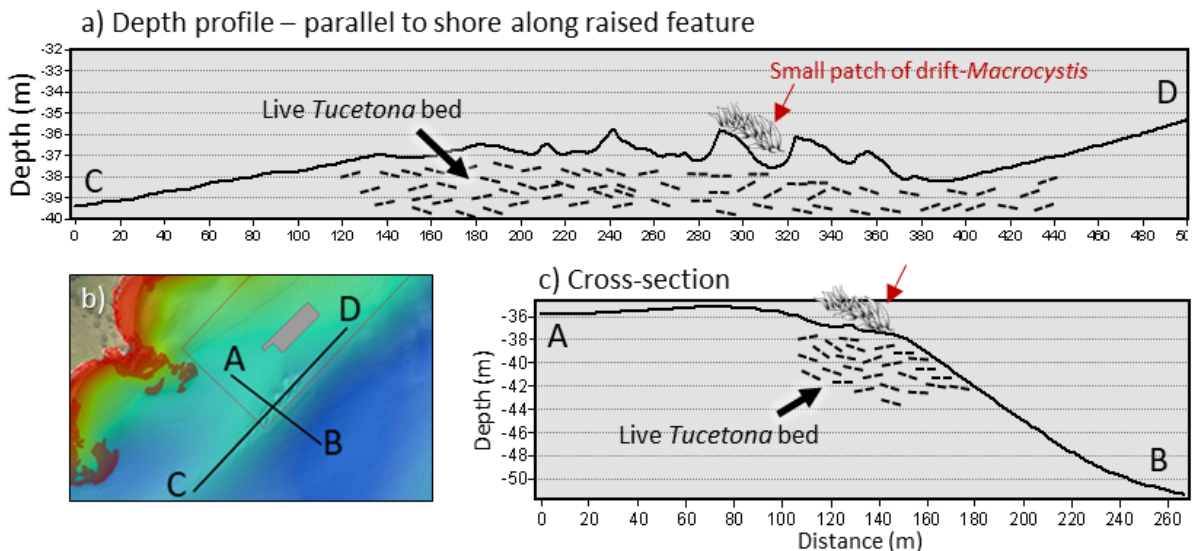 a) Depth profile – parallel to shore along raised feature
-32
-33
-34
-35
-36
-37
-38
-39
-40
Depth (m)
Small patch of drift-Macrocystis
Live Tucetona bed
C
D
0 20 40 60 80 100 120 140 160 180 200 220 240 260 280 300 320 340 360 380 400 420 440 460 480 50
b)
A
B
C
D
c) Cross-section
-36
-38
-40
-42
-44
-46
-48
-50
Depth (m)
A
Live Tucetona bed
B
0 20 40 60 80 100 120 140 160 180 200 220 240 260
Distance (m)